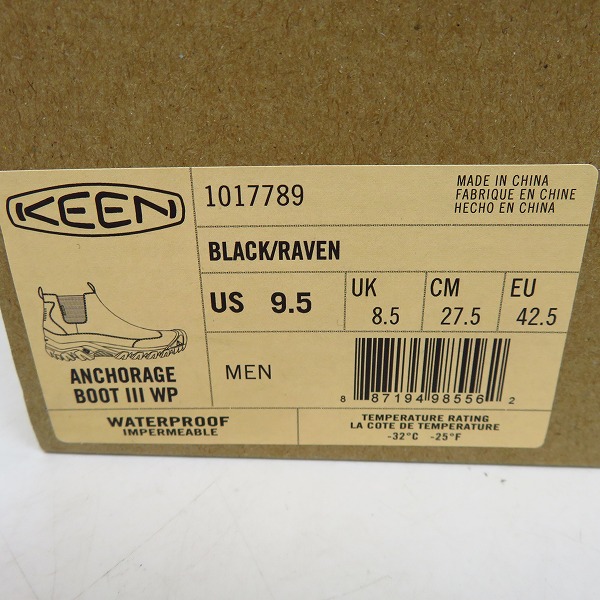 KEEN
1017789
MADE IN CHINA
FABRIQUE EN CHINE
HECHO EN CHINA
BLACK/RAVEN
US 9.5
UK 8.5
CM 27.5
EU 42.5
ANCHORAGE
BOOT III WP
MEN
8 87194 98556 2
WATERPROOF
IMPERMEABLE
TEMPERATURE RATING
LA COTE DE TEMPERATURE
-32°C -25°F